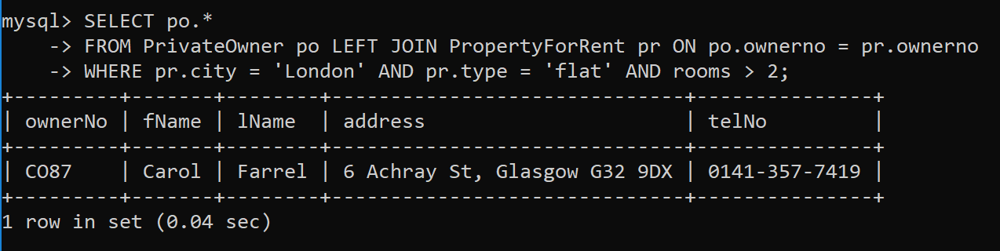 mysql> SELECT po.*
    -> FROM PrivateOwner po LEFT JOIN PropertyForRent pr ON po.ownerno = pr.ownerno
    -> WHERE pr.city = 'London' AND pr.type = 'flat' AND rooms > 2;
+---------+-------+--------+------------------------------+---------------+
| ownerNo | fName | lName  | address                      | telNo         |
+---------+-------+--------+------------------------------+---------------+
| CO87    | Carol | Farrel | 6 Achray St, Glasgow G32 9DX | 0141-357-7419 |
+---------+-------+--------+------------------------------+---------------+
1 row in set (0.04 sec)